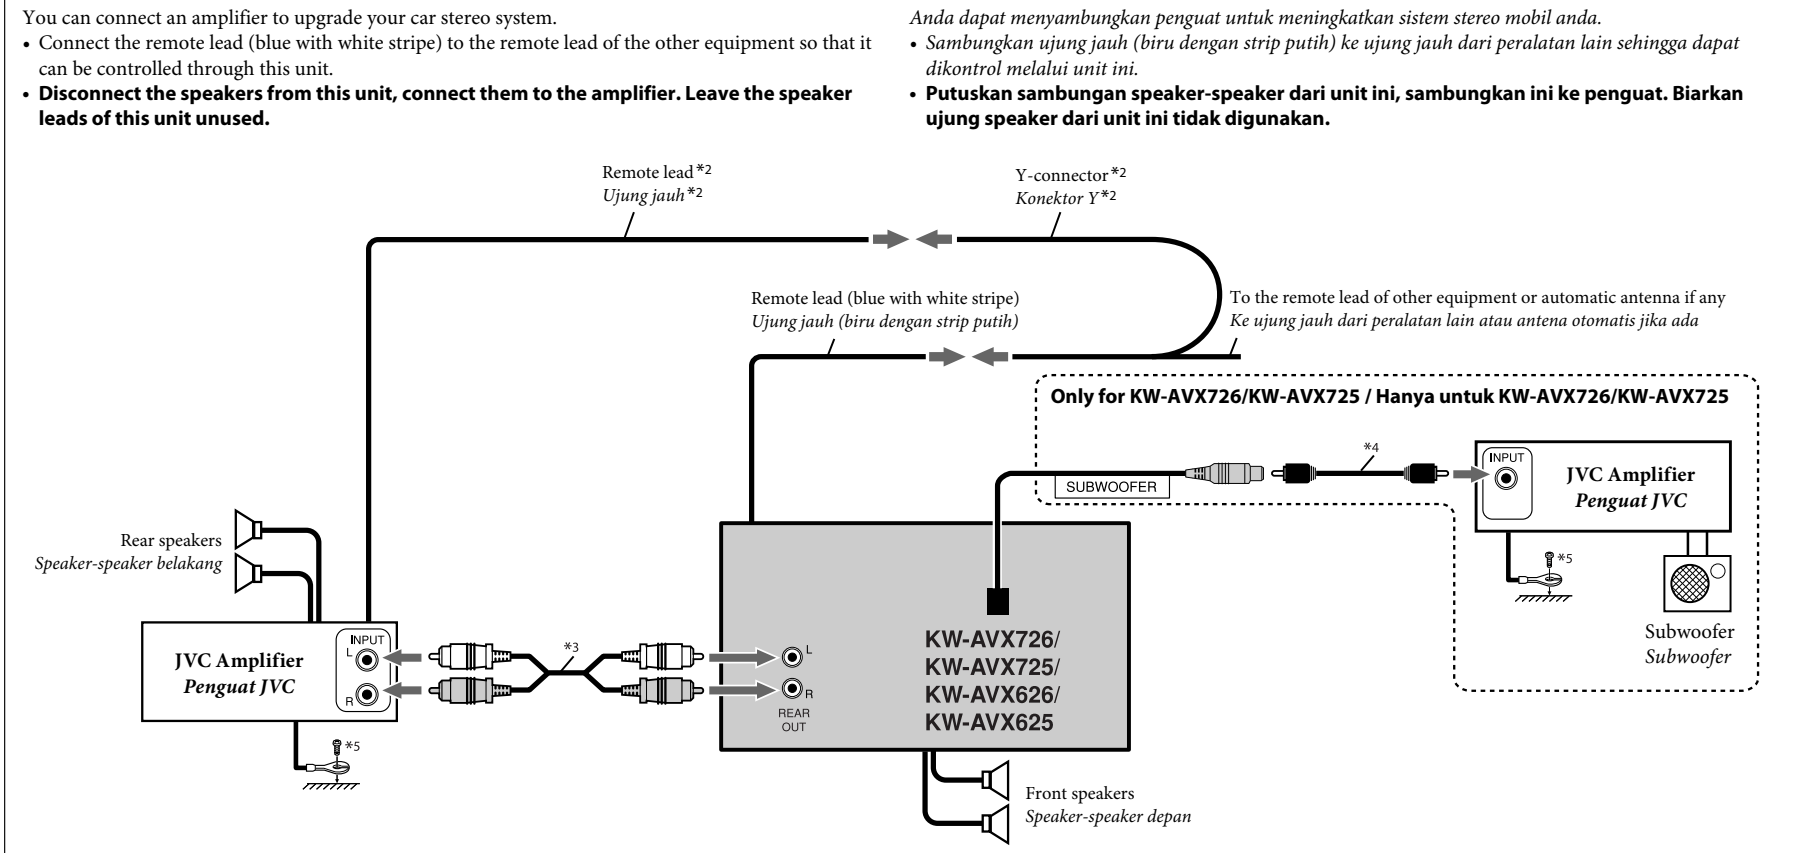 You can connect an amplifier to upgrade your car stereo system.
• Connect the remote lead (blue with white stripe) to the remote lead of the other equipment so that it
can be controlled through this unit.
• Disconnect the speakers from this unit, connect them to the amplifier. Leave the speaker
leads of this unit unused.
Anda dapat menyambungkan penguat untuk meningkatkan sistem stereo mobil anda.
• Sambungkan ujung jauh (biru dengan strip putih) ke ujung jauh dari peralatan lain sehingga dapat
dikontrol melalui unit ini.
• Putuskan sambungan speaker-speaker dari unit ini, sambungkan ini ke penguat. Biarkan
ujung speaker dari unit ini tidak digunakan.
Remote lead*2
Ujung jauh*2
Y-connector*2
Konektor Y*2
Remote lead (blue with white stripe)
Ujung jauh (biru dengan strip putih)
To the remote lead of other equipment or automatic antenna if any
Ke ujung jauh dari peralatan lain atau antena otomatis jika ada
Only for KW-AVX726/KW-AVX725 / Hanya untuk KW-AVX726/KW-AVX725
*4
SUBWOOFER
INPUT
JVC Amplifier
Penguat JVC
*5
Subwoofer
Subwoofer
Rear speakers
Speaker-speaker belakang
JVC Amplifier
Penguat JVC
INPUT
L
R
*5
*3
L
R
REAR
OUT
KW-AVX726/
KW-AVX725/
KW-AVX626/
KW-AVX625
Front speakers
Speaker-speaker depan